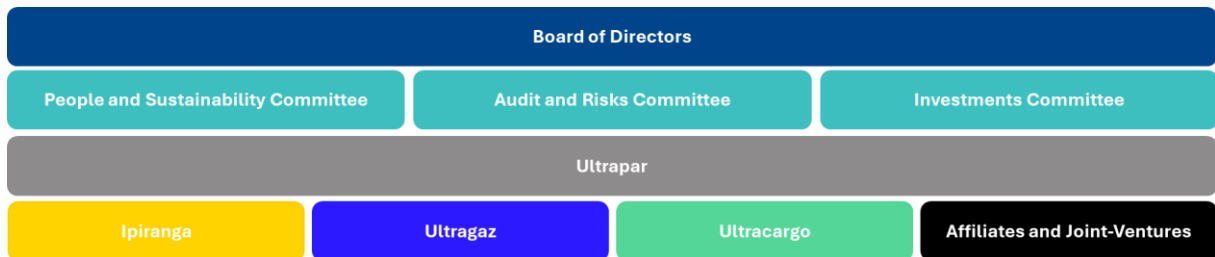 Board of Directors
People and Sustainability Committee
Audit and Risks Committee
Investments Committee
Ultrapar
Ipiranga
Ultragaz
Ultracargo
Affiliates and Joint-Ventures